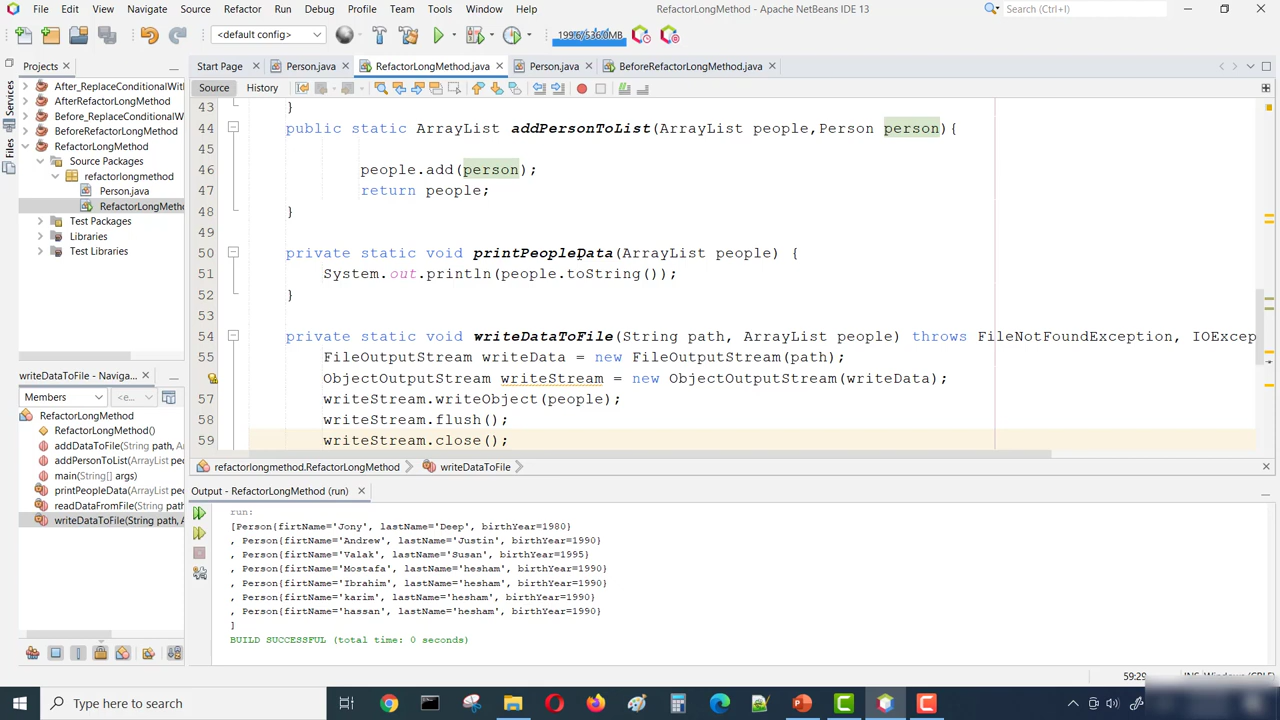 File Edit View Navigate Source Refactor Run Debug Profile Team Tools Window Help RefactorLongMethod - Apache NetBeans IDE 13 Search (Ctrl+I)
<default config>
Projects Start Page Person.java RefactorLongMethod.java Person.java BeforeRefactorLongMethod.java
Services
Files
After_ReplaceConditionalWith
AfterRefactorLongMethod
Before_ReplaceConditionalW
BeforeRefactorLongMethod
RefactorLongMethod
Source Packages
refactorlongmethod
Person.java
RefactorLongMetho
Test Packages
Libraries
Test Libraries
Source History
43 }
44 public static ArrayList addPersonToList(ArrayList people,Person person){
45
46 people.add(person);
47 return people;
48 }
49
50 private static void printPeopleData(ArrayList people) {
51 System.out.println(people.toString());
52 }
53
54 private static void writeDataToFile(String path, ArrayList people) throws FileNotFoundException, IOExcep
55 FileOutputStream writeData = new FileOutputStream(path);
ObjectOutputStream writeStream = new ObjectOutputStream(writeData);
57 writeStream.writeObject(people);
58 writeStream.flush();
59 writeStream.close();
refactorlongmethod.RefactorLongMethod writeDataToFile
writeDataToFile - Naviga...
Members <e...
RefactorLongMethod
RefactorLongMethod()
addDataToFile(String path,
addPersonToList(ArrayList pe
main(String[] args)
printPeopleData(ArrayList p
readDataFromFile(String pat
writeDataToFile(String path, A
Output - RefactorLongMethod (run)
run:
[Person{firtName='Jony', lastName='Deep', birthYear=1980}
, Person{firtName='Andrew', lastName='Justin', birthYear=1990}
, Person{firtName='Valak', lastName='Susan', birthYear=1995}
, Person{firtName='Mostafa', lastName='hesham', birthYear=1990}
, Person{firtName='Ibrahim', lastName='hesham', birthYear=1990}
, Person{firtName='karim', lastName='hesham', birthYear=1990}
, Person{firtName='hassan', lastName='hesham', birthYear=1990}
]
BUILD SUCCESSFUL (total time: 0 seconds)
59:29
Type here to search